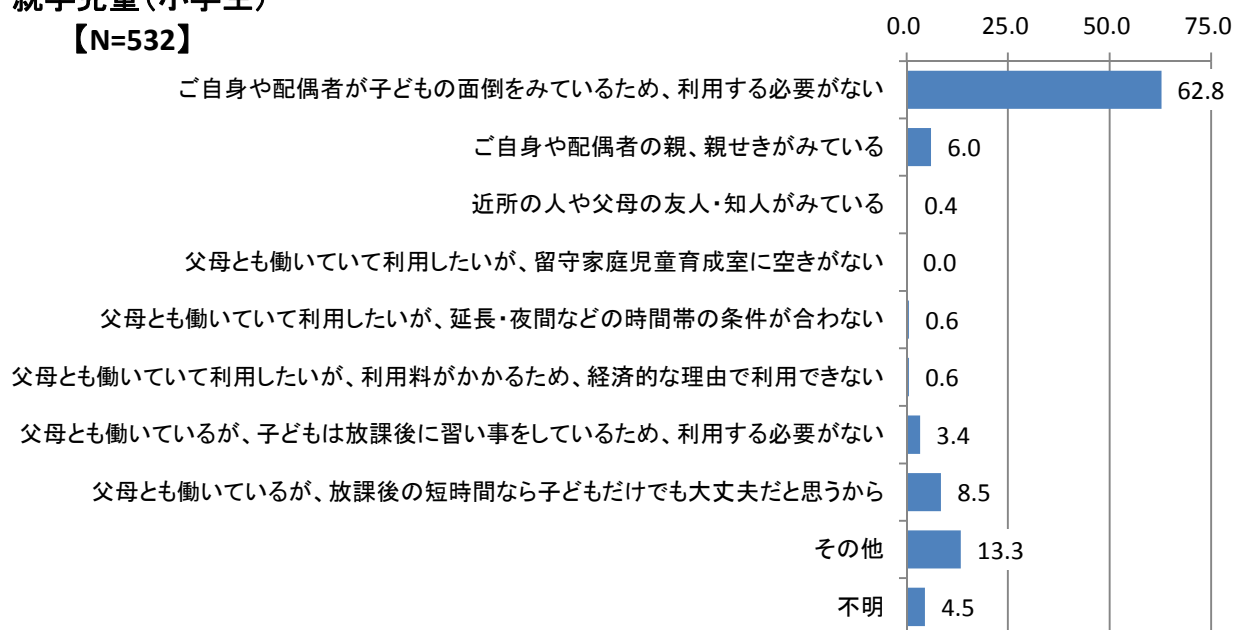 就学児童(小学生)
【N=532】
0.0 25.0 50.0 75.0
ご自身や配偶者が子どもの面倒をみているため、利用する必要がない 62.8
ご自身や配偶者の親、親せきがみている 6.0
近所の人や父母の友人・知人がみている 0.4
父母とも働いていて利用したいが、留守家庭児童育成室に空きがない 0.0
父母とも働いていて利用したいが、延長・夜間などの時間帯の条件が合わない 0.6
父母とも働いていて利用したいが、利用料がかかるため、経済的な理由で利用できない 0.6
父母とも働いているが、子どもは放課後に習い事をしているため、利用する必要がない 3.4
父母とも働いているが、放課後の短時間なら子どもだけでも大丈夫だと思うから 8.5
その他 13.3
不明 4.5